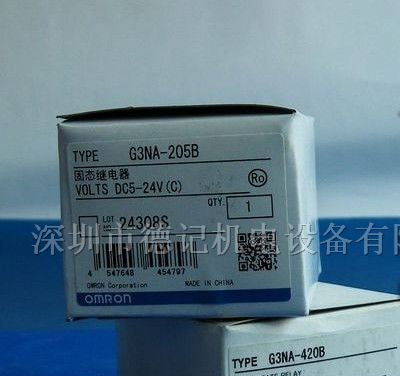 TYPE G3NA-205B
固态继电器
VOLTS DC5-24V(C)
Ro
QTY. 1
LOT NO. 24308S
深圳市德记机电设备有限
4 547648 454797
OMRON Corporation MADE IN CHINA
OMRON
TYPE G3NA-420B